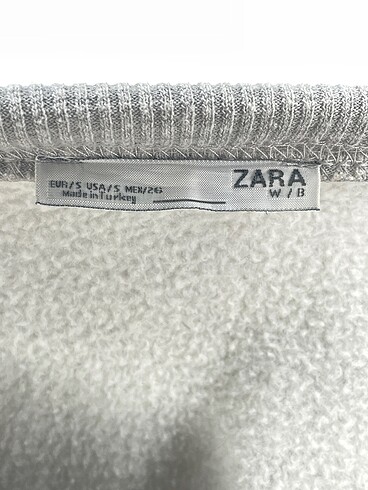 EUR/S USA/S MEX/26
Made in Turkey
ZARA
W / B